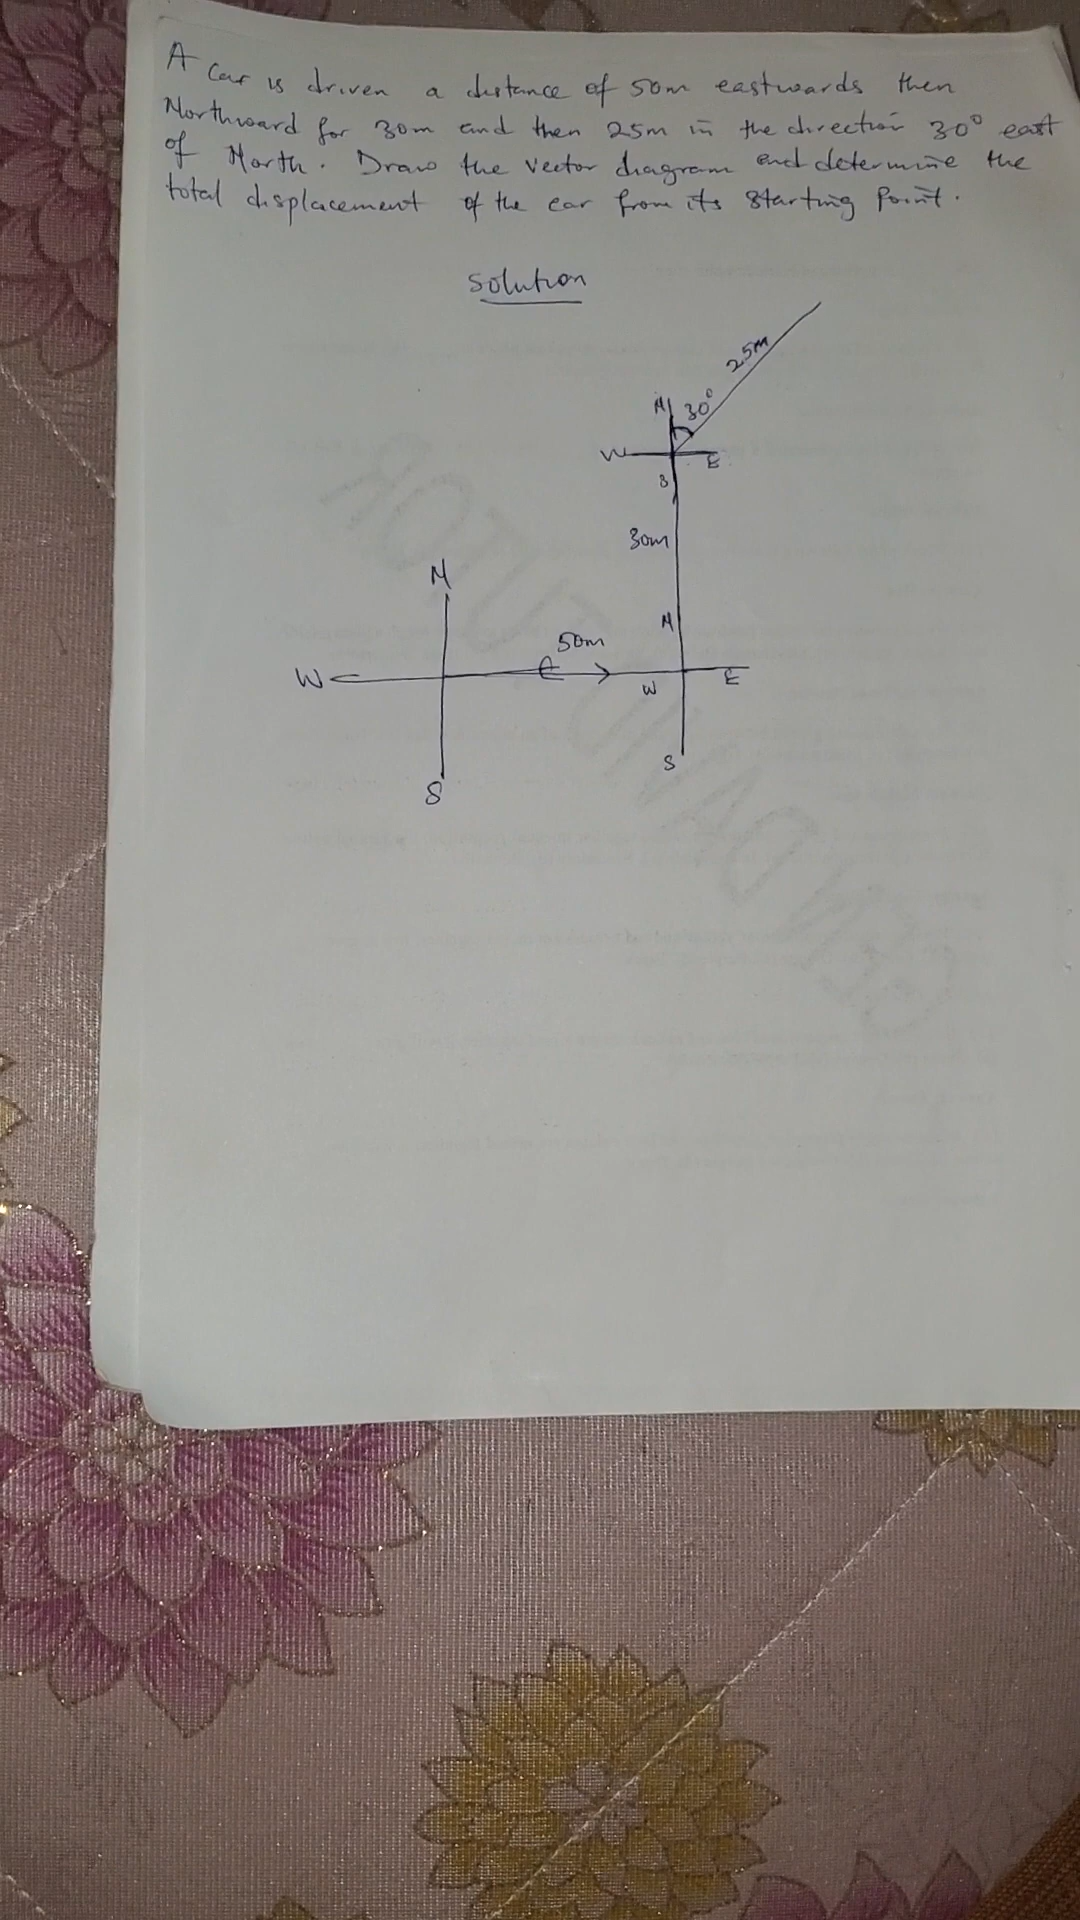 A car is driven a distance of 50m eastwards then
Northward for 30m and then 25m in the direction 30° east
of North. Draw the vector diagram and determine the
total displacement of the car from its starting point.
Solution
25m
N 30°
W E
S
30m
N
N
50m
W
W E
S
S